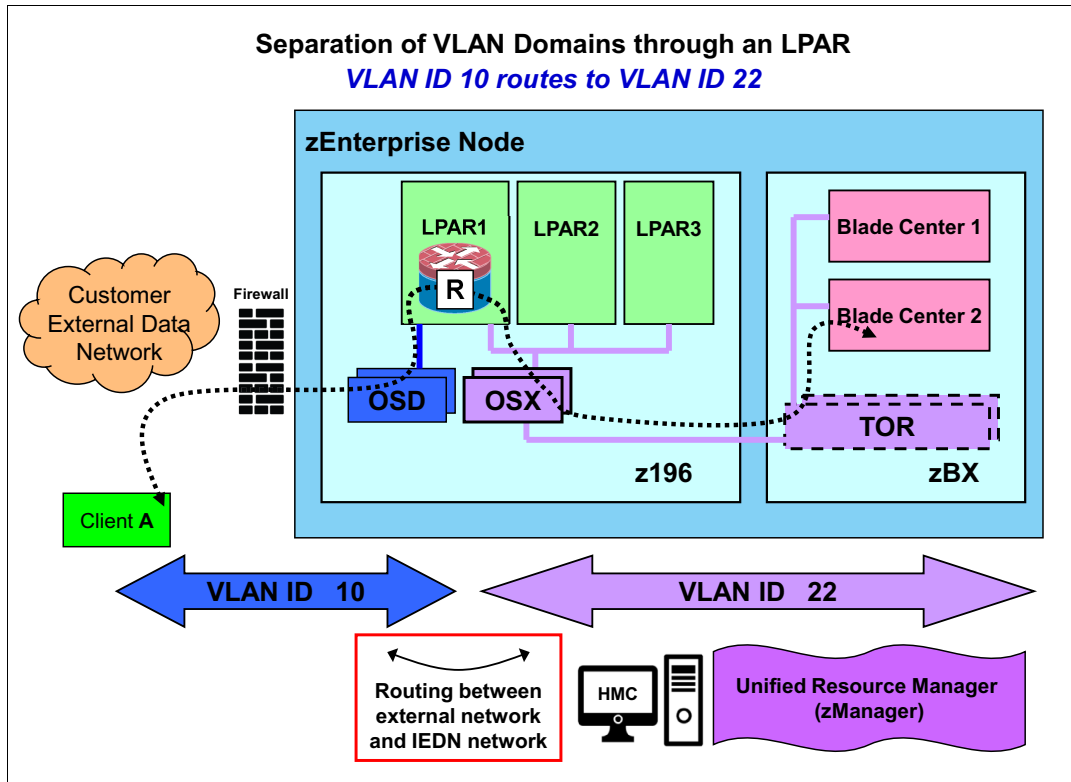 Separation of VLAN Domains through an LPAR
VLAN ID 10 routes to VLAN ID 22
zEnterprise Node
LPAR1
LPAR2
LPAR3
R
Blade Center 1
Blade Center 2
Customer
External Data
Network
Firewall
OSD
OSX
TOR
z196
zBX
Client A
VLAN ID 10
VLAN ID 22
Routing between
external network
and IEDN network
HMC
Unified Resource Manager
(zManager)